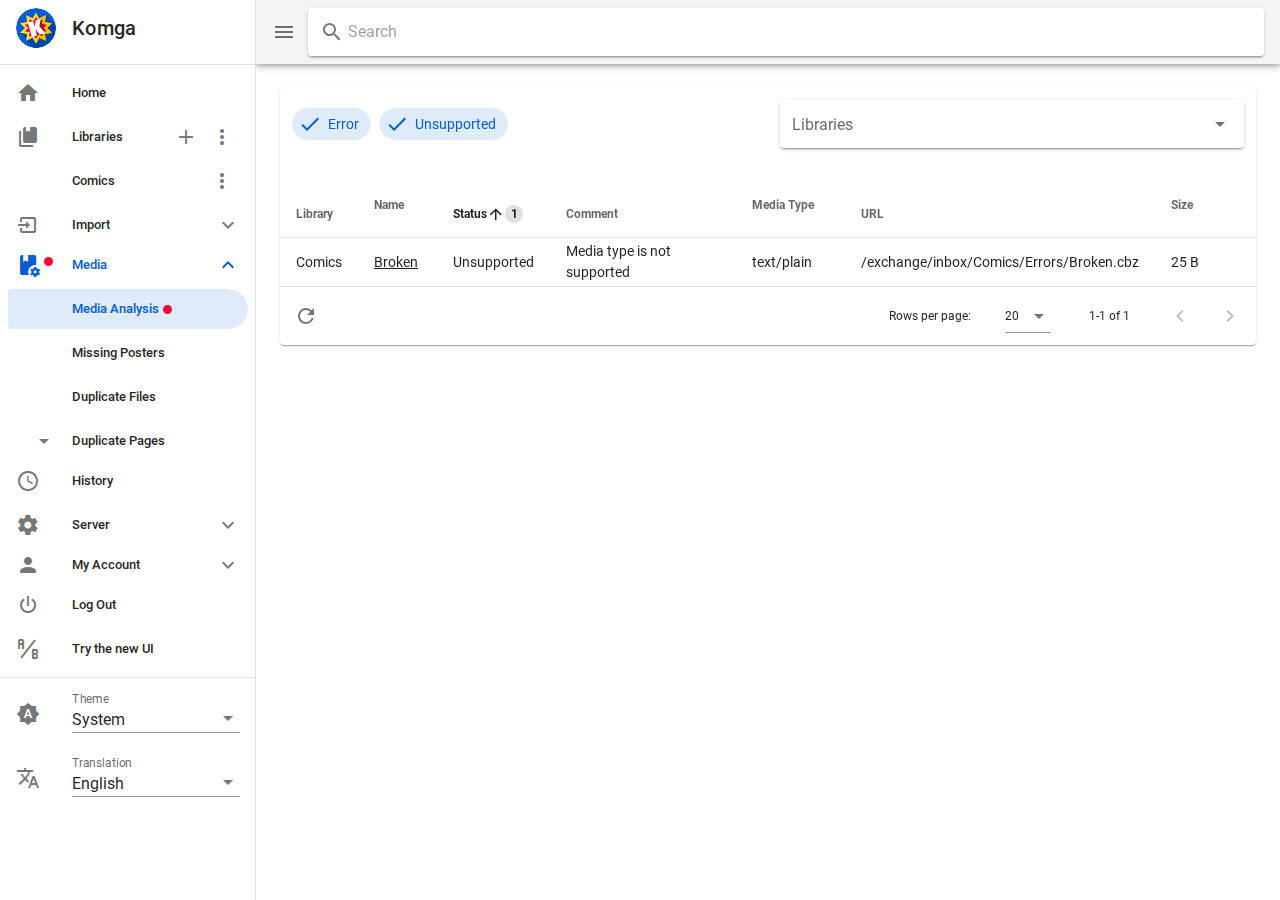 Komga
Search
Home
Libraries
Comics
Import
Media
Media Analysis
Missing Posters
Duplicate Files
Duplicate Pages
History
Server
My Account
Log Out
Try the new UI
Theme
System
Translation
English
Error Unsupported Libraries
Library Name Status 1 Comment Media Type URL Size
Comics Broken Unsupported Media type is not supported text/plain /exchange/inbox/Comics/Errors/Broken.cbz 25 B
Rows per page: 20 1-1 of 1